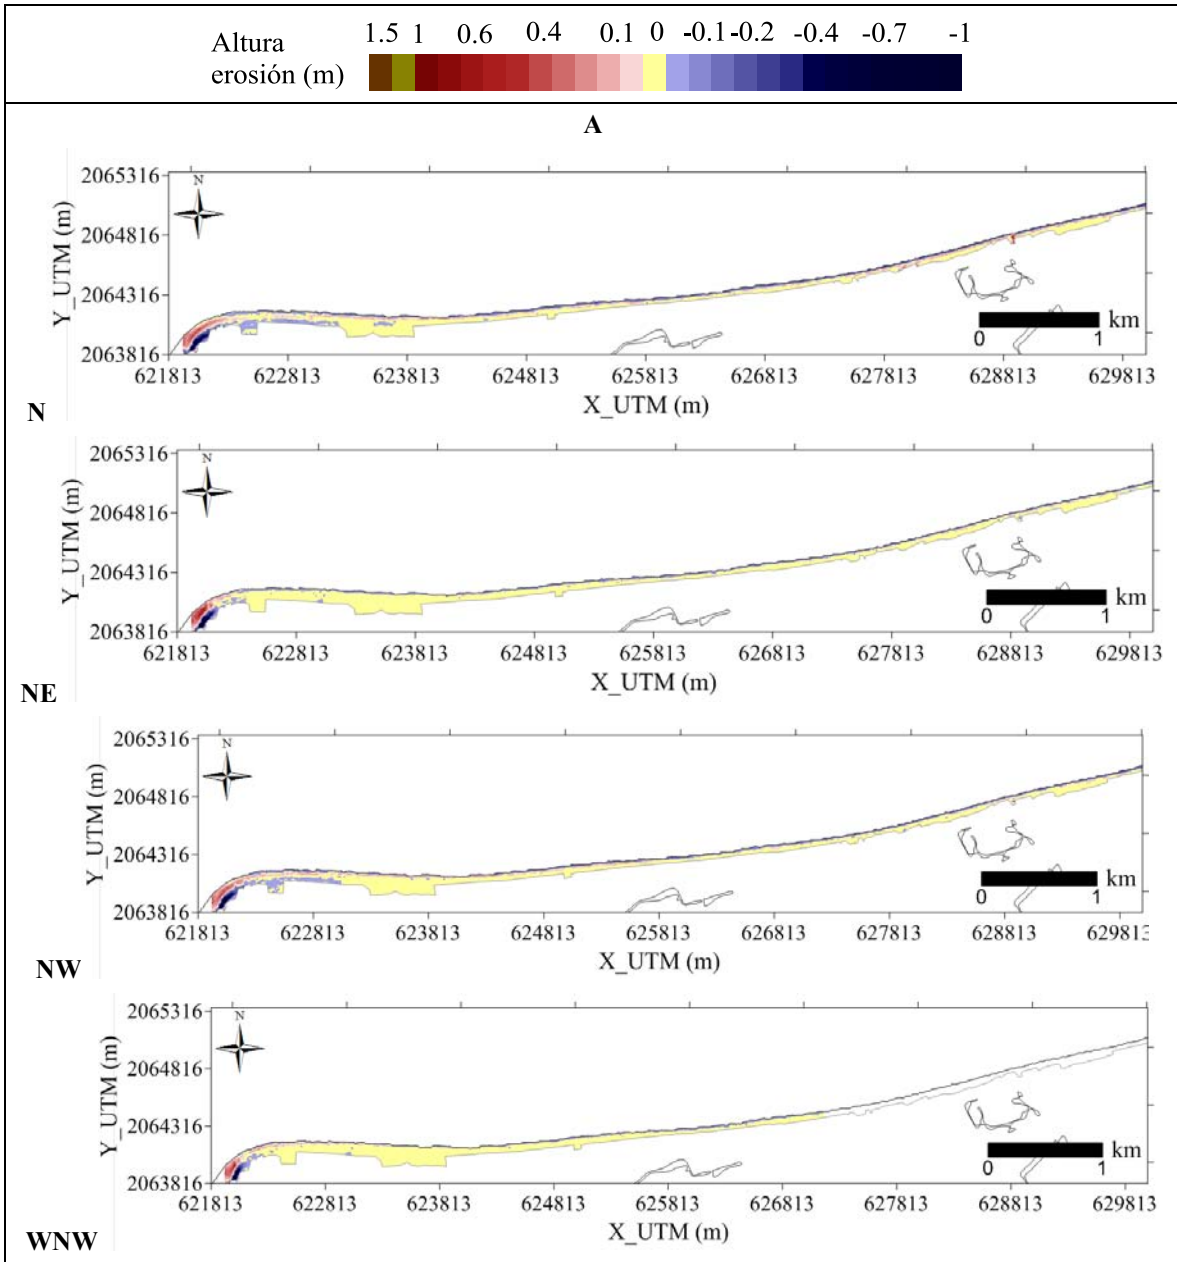 1.5 1 0.6 0.4 0.1 0 -0.1 -0.2 -0.4 -0.7 -1
Altura
erosión (m)
A
2065316
2064816
2064316
2063816
Y_UTM (m)
N
km
0 1
621813 622813 623813 624813 625813 626813 627813 628813 629813
X_UTM (m)
N
2065316
2064816
2064316
2063816
Y_UTM (m)
N
km
0 1
621813 622813 623813 624813 625813 626813 627813 628813 629813
X_UTM (m)
NE
2065316
2064816
2064316
2063816
Y_UTM (m)
N
km
0 1
621813 622813 623813 624813 625813 626813 627813 628813 629813
X_UTM (m)
NW
2065316
2064816
2064316
2063816
Y_UTM (m)
N
km
0 1
621813 622813 623813 624813 625813 626813 627813 628813 629813
X_UTM (m)
WNW